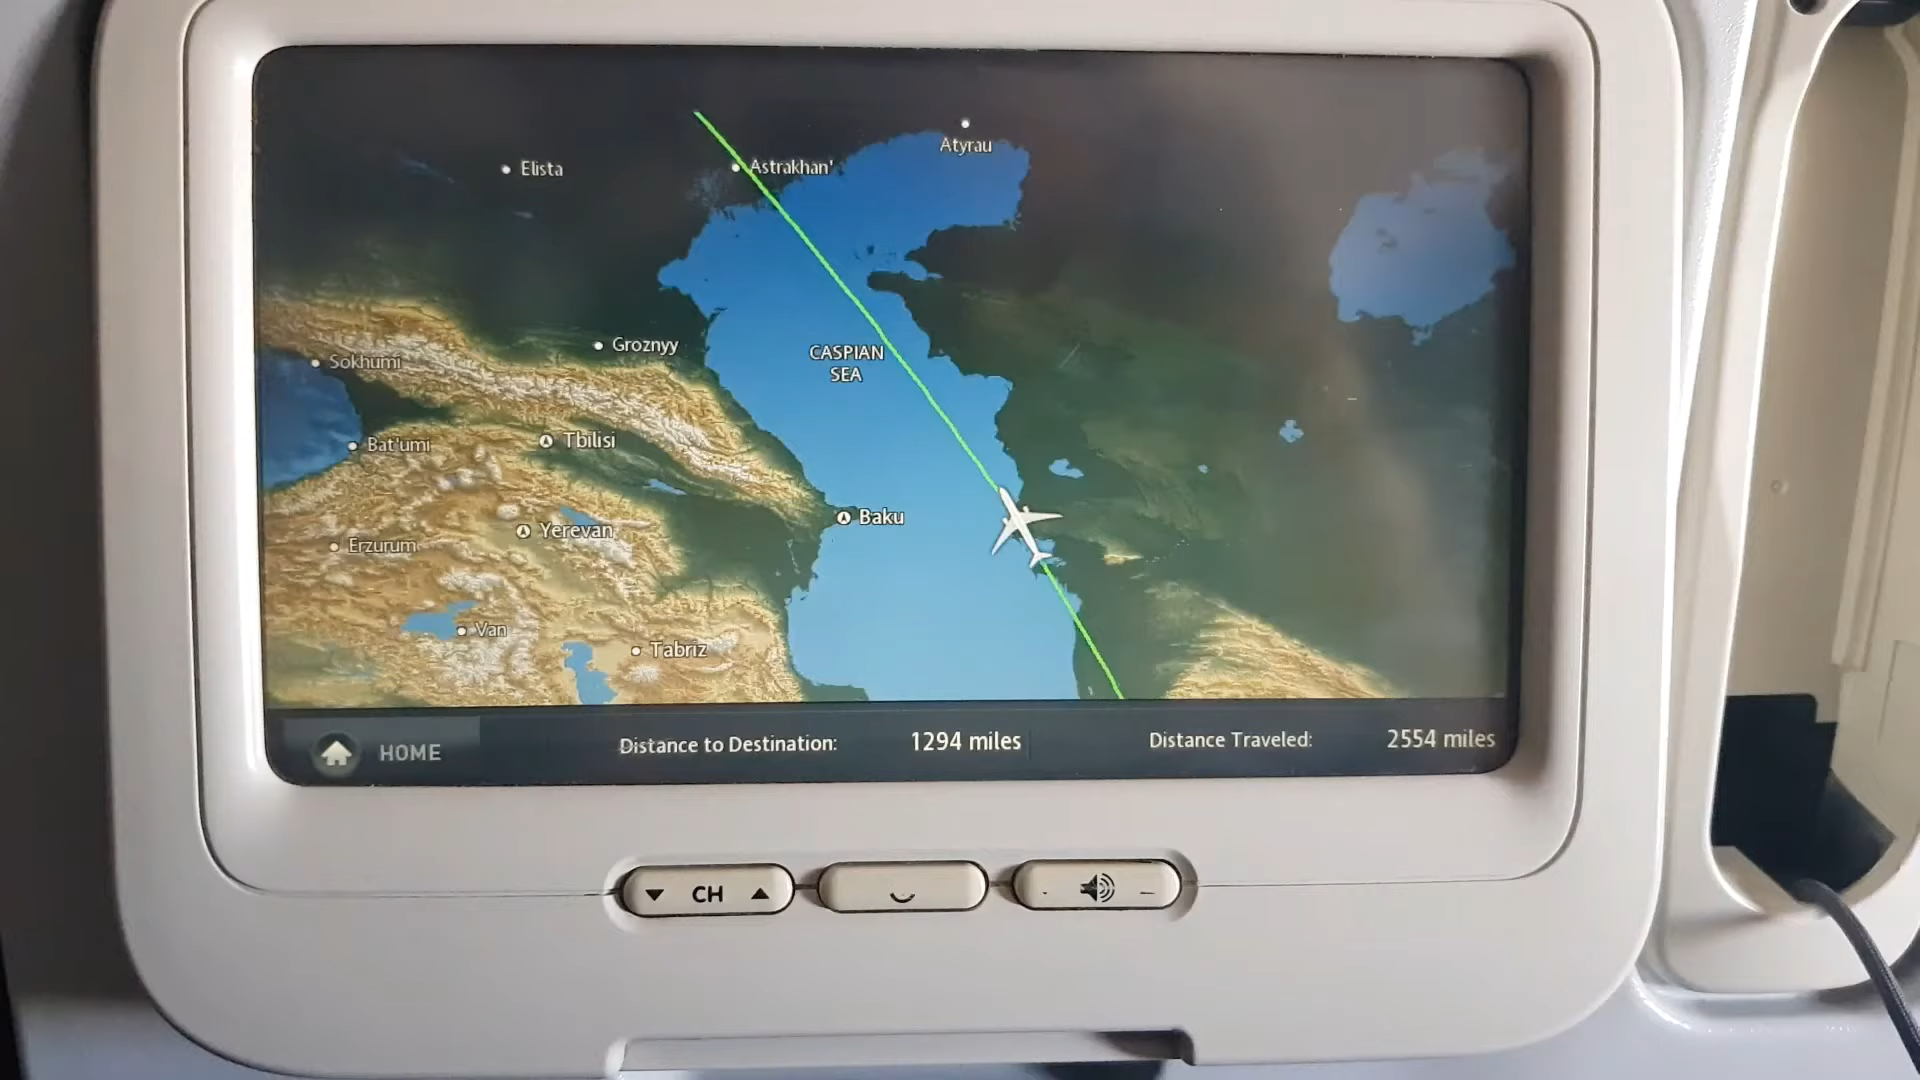 Atyrau
Elista
Astrakhan'
Groznyy
CASPIAN
SEA
Sokhumi
Bat'umi
Tbilisi
Baku
Yerevan
Erzurum
Van
Tabriz
HOME
Distance to Destination: 1294 miles
Distance Traveled: 2554 miles
CH